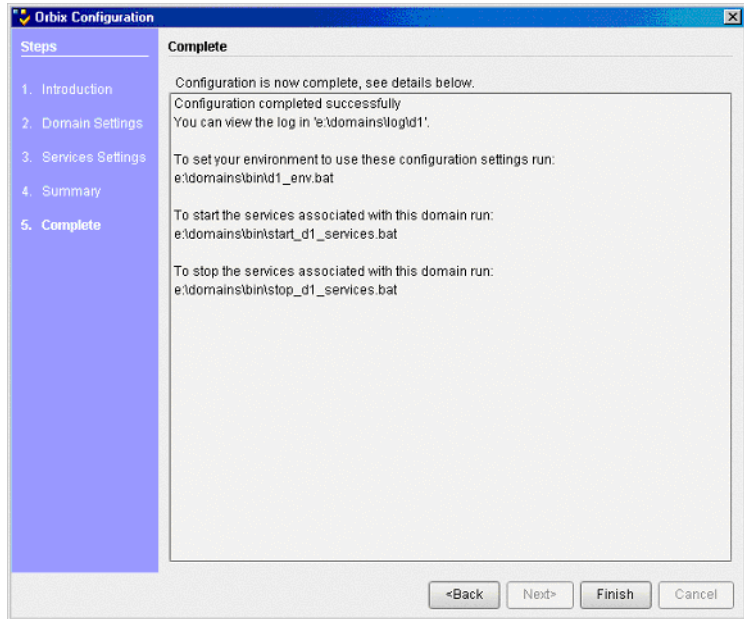 Orbix Configuration
Steps
1. Introduction
2. Domain Settings
3. Services Settings
4. Summary
5. Complete
Complete
Configuration is now complete, see details below.
Configuration completed successfully
You can view the log in 'e:\domains\log\d1'.
To set your environment to use these configuration settings run:
e:\domains\bin\d1_env.bat
To start the services associated with this domain run:
e:\domains\bin\start_d1_services.bat
To stop the services associated with this domain run:
e:\domains\bin\stop_d1_services.bat
<Back
Next>
Finish
Cancel